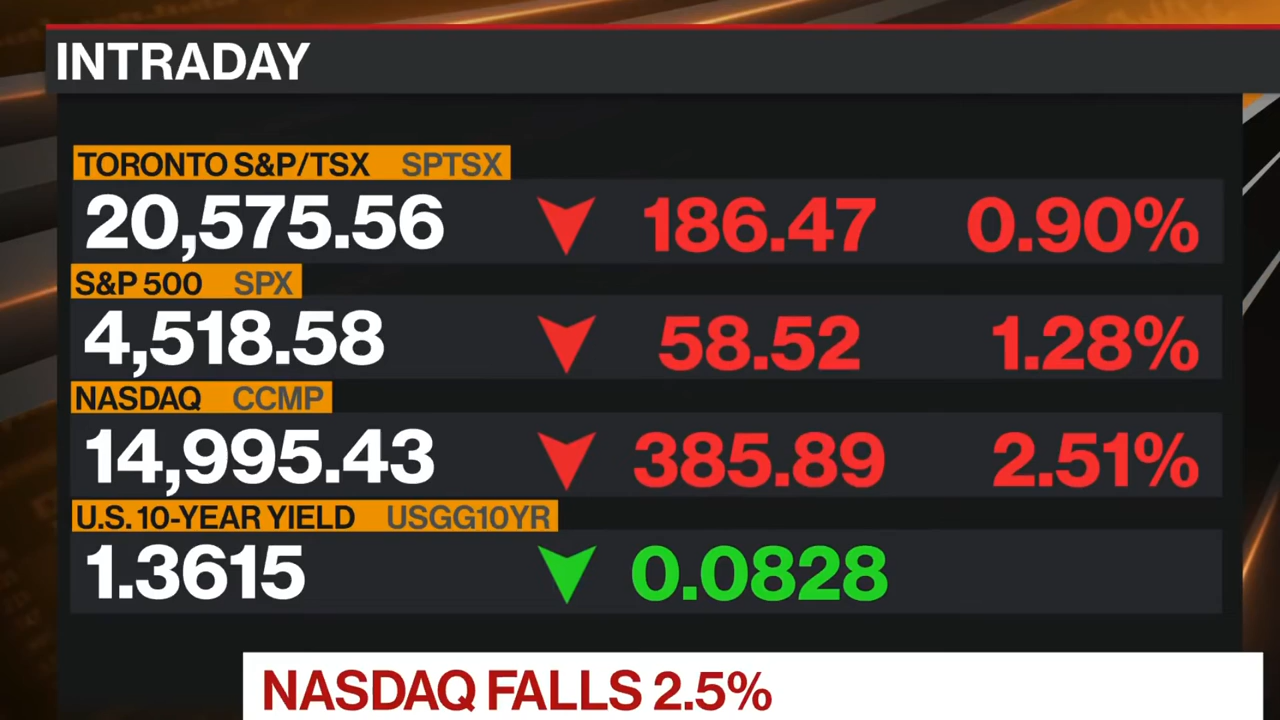 INTRADAY
TORONTO S&P/TSX SPTSX
20,575.56 186.47 0.90%
S&P 500 SPX
4,518.58 58.52 1.28%
NASDAQ CCMP
14,995.43 385.89 2.51%
U.S. 10-YEAR YIELD USGG10YR
1.3615 0.0828
NASDAQ FALLS 2.5%